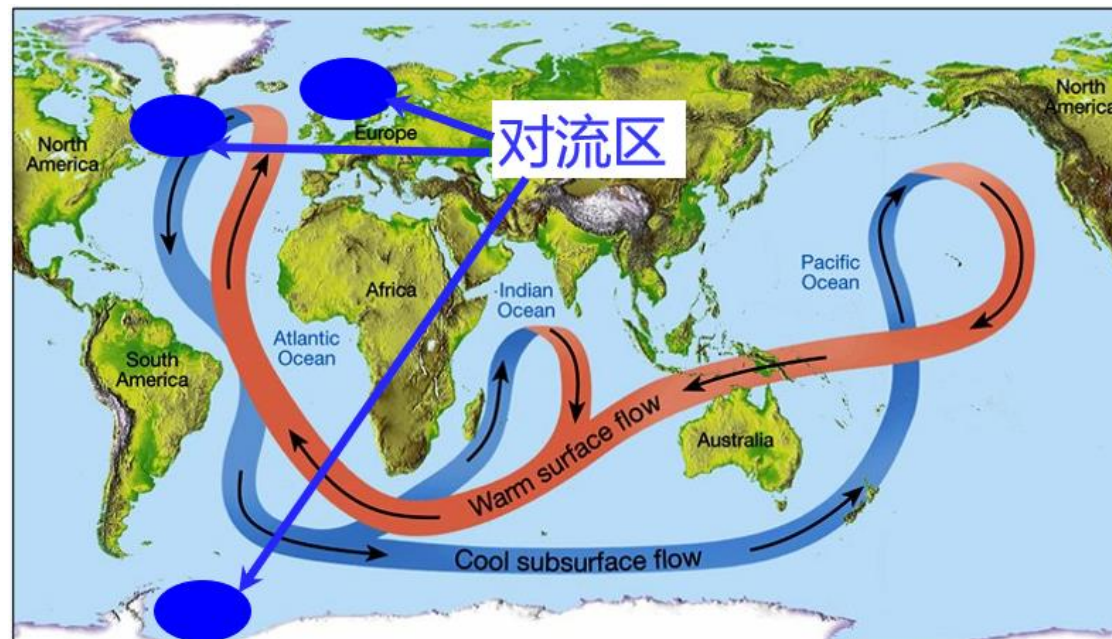 North
America
Europe
对流区
North
America
Africa
Indian
Ocean
Pacific
Ocean
Atlantic
Ocean
South
America
Australia
Warm surface flow
Cool subsurface flow